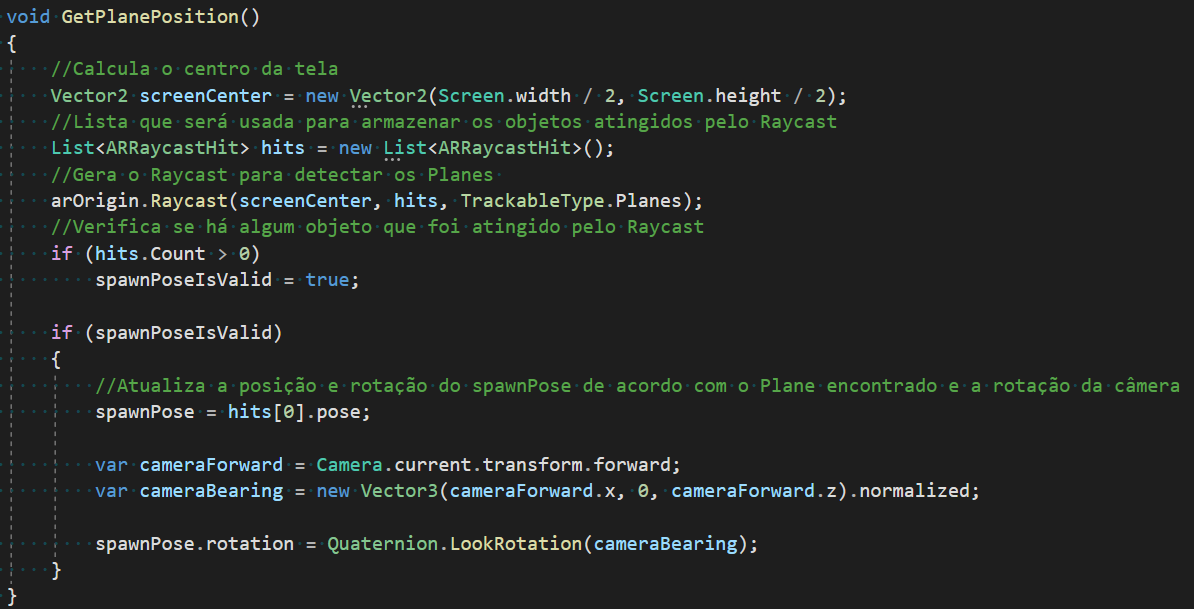 void GetPlanePosition()
{
//Calcula o centro da tela
Vector2 screenCenter = new Vector2(Screen.width / 2, Screen.height / 2);
//Lista que será usada para armazenar os objetos atingidos pelo Raycast
List<ARRaycastHit> hits = new List<ARRaycastHit>();
//Gera o Raycast para detectar os Planes
arOrigin.Raycast(screenCenter, hits, TrackableType.Planes);
//Verifica se há algum objeto que foi atingido pelo Raycast
if (hits.Count > 0)
spawnPoseIsValid = true;
if (spawnPoseIsValid)
{
//Atualiza a posição e rotação do spawnPose de acordo com o Plane encontrado e a rotação da câmera
spawnPose = hits[0].pose;
var cameraForward = Camera.current.transform.forward;
var cameraBearing = new Vector3(cameraForward.x, 0, cameraForward.z).normalized;
spawnPose.rotation = Quaternion.LookRotation(cameraBearing);
}
}